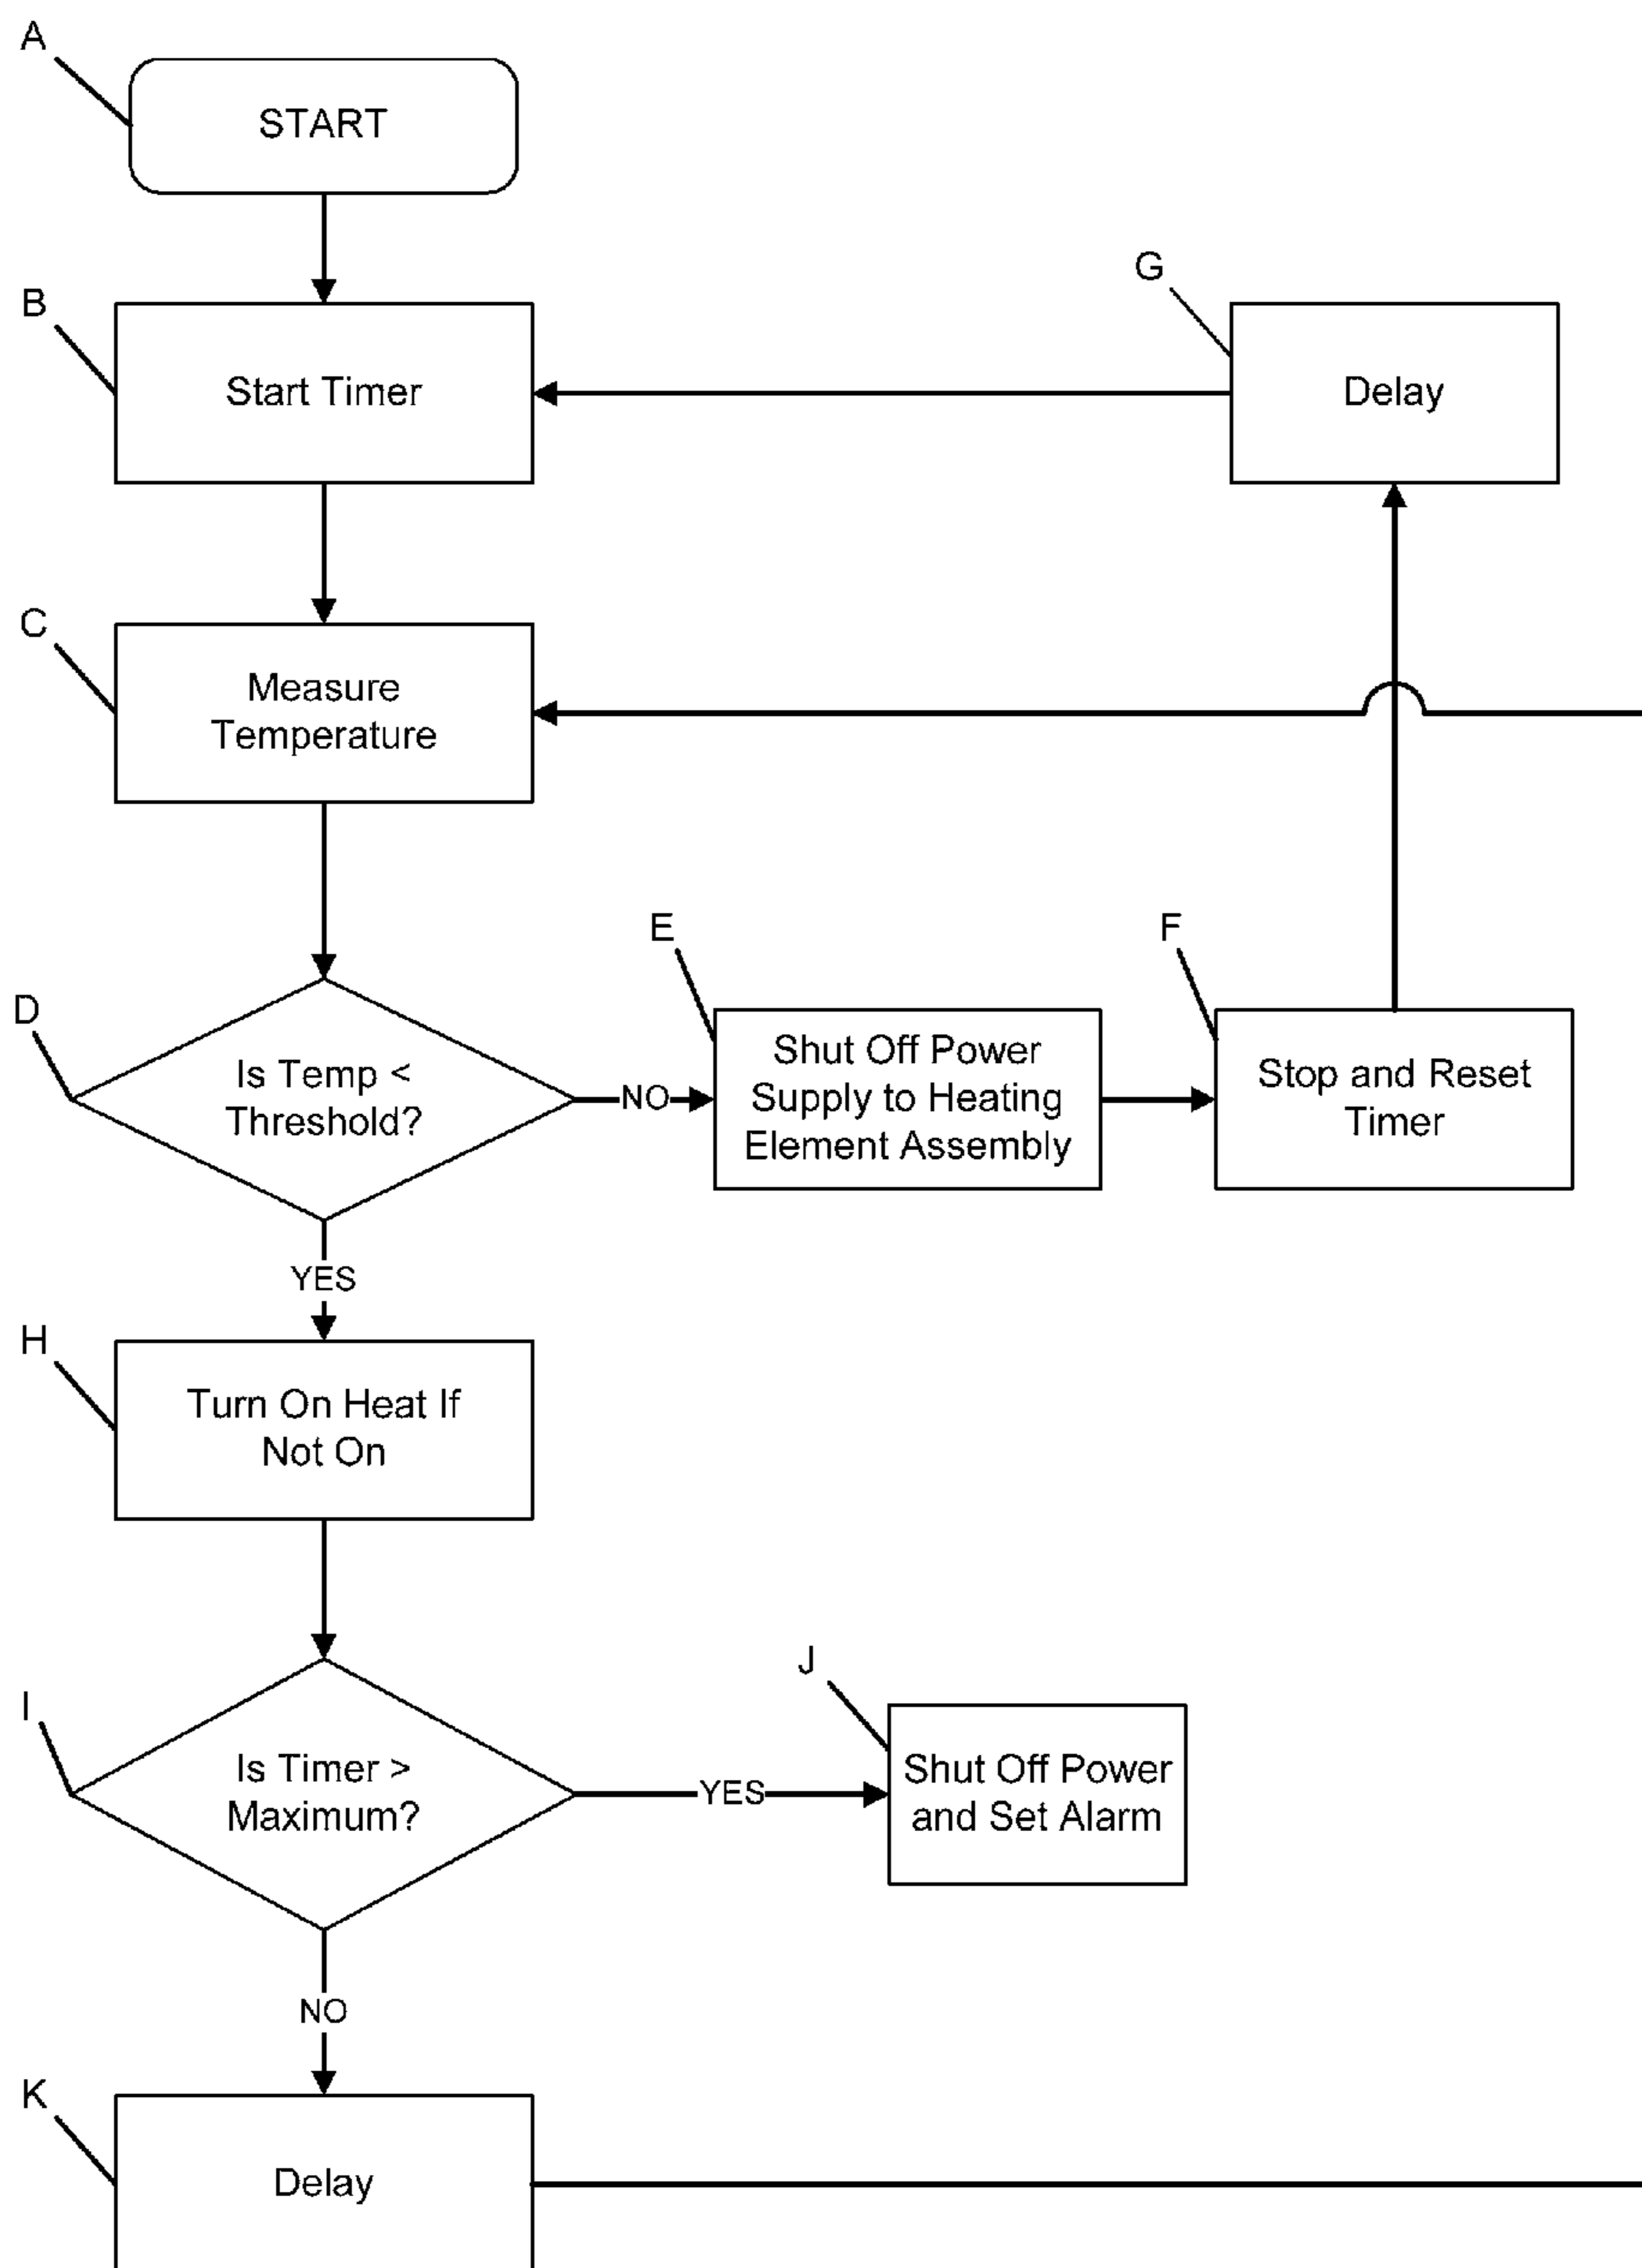 A
START
B
Start Timer
G
Delay
C
Measure
Temperature
D
Is Temp <
Threshold?
NO
E
Shut Off Power
Supply to Heating
Element Assembly
F
Stop and Reset
Timer
YES
H
Turn On Heat If
Not On
I
Is Timer >
Maximum?
YES
J
Shut Off Power
and Set Alarm
NO
K
Delay